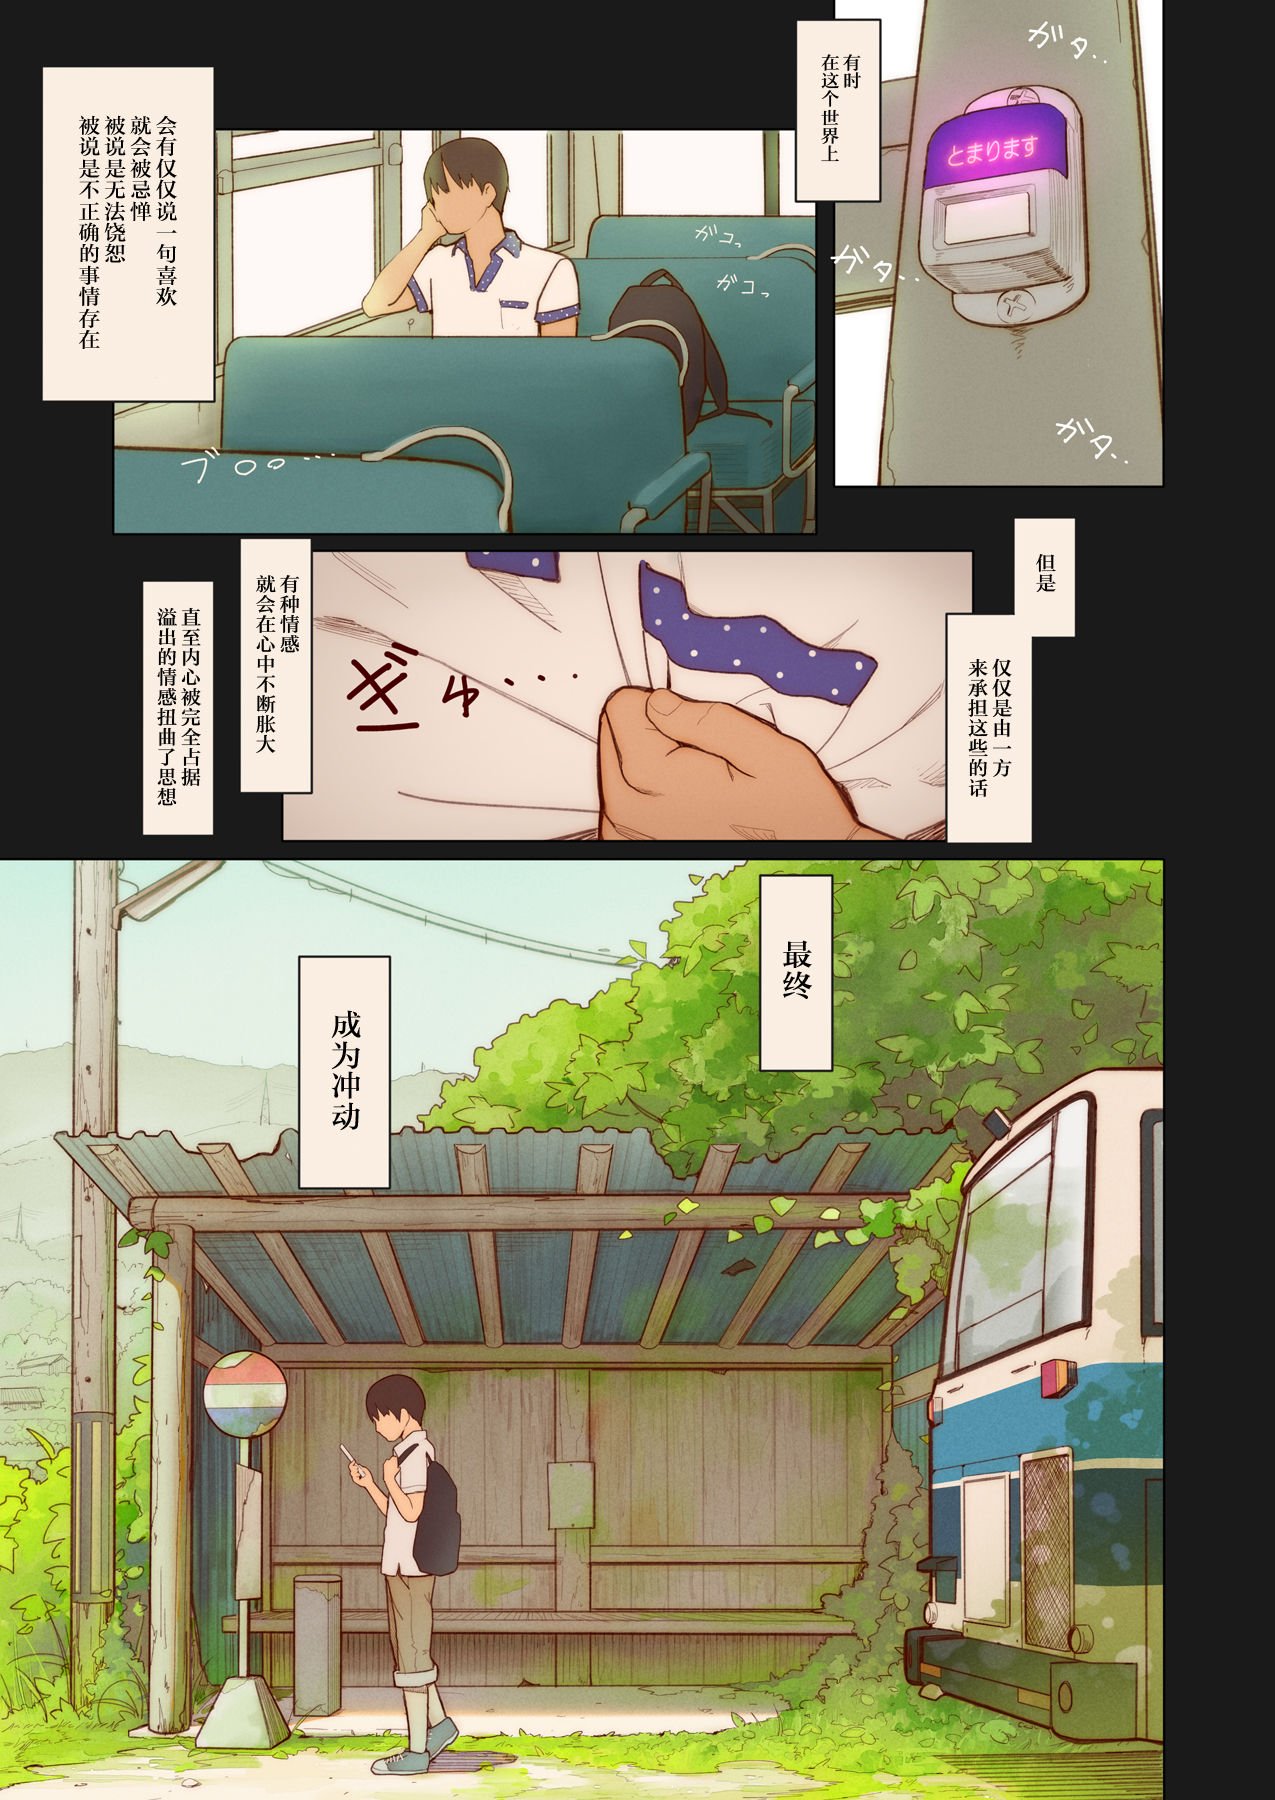 ガタ..
とまります
ガタ..
ガタ..
有时
在这个世界上
ガコっ
ガコっ
ブロロ...
会有仅仅说一句喜欢
就会被忌惮
被说是无法饶恕
被说是不正确的事情存在
但是
仅仅是由一方
来承担这些的话
ギゅ...
有种情感
就会在心中不断胀大
直至内心被完全占据
溢出的情感扭曲了思想
最终
成为冲动